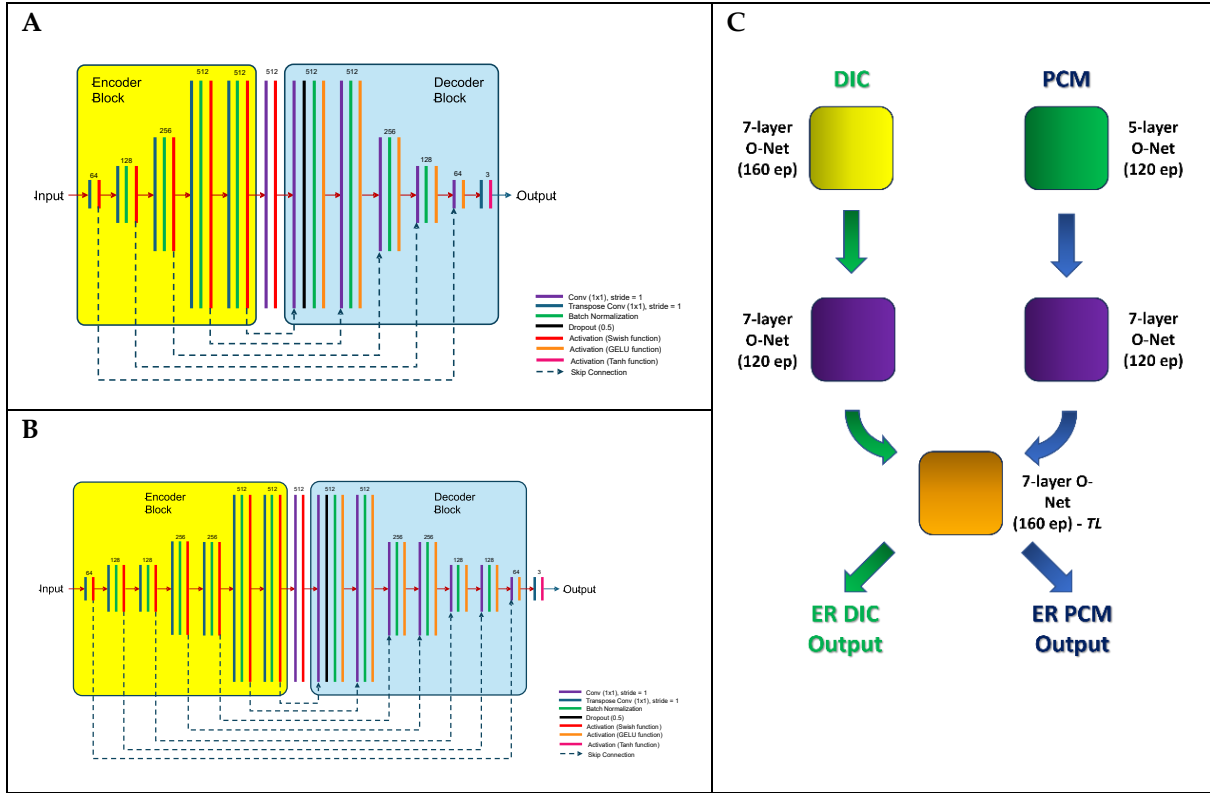 A
Encoder
Block
Decoder
Block
64
128
256
512
512
512
512
512
256
128
64
3
Input
Output
Conv (1x1), stride = 1
Transpose Conv (1x1), stride = 1
Batch Normalization
Dropout (0.5)
Activation (Swish function)
Activation (GELU function)
Activation (Tanh function)
Skip Connection
B
Encoder
Block
Decoder
Block
64
128
128
256
256
512
512
512
512
512
256
256
128
128
64
3
Input
Output
Conv (1x1), stride = 1
Transpose Conv (1x1), stride = 1
Batch Normalization
Dropout (0.5)
Activation (Swish function)
Activation (GELU function)
Activation (Tanh function)
Skip Connection
C
DIC
PCM
7-layer
O-Net
(160 ep)
5-layer
O-Net
(120 ep)
7-layer
O-Net
(120 ep)
7-layer
O-Net
(120 ep)
7-layer O-
Net
(160 ep) - TL
ER DIC
Output
ER PCM
Output